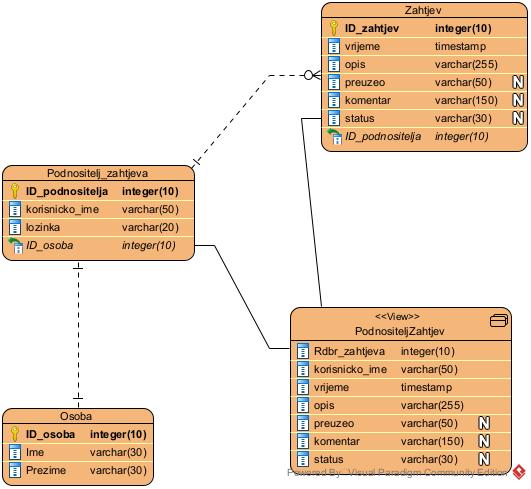 Zahtjev
ID_zahtjev integer(10)
vrijeme timestamp
opis varchar(255)
preuzeo varchar(50) N
komentar varchar(150) N
status varchar(30) N
ID_podnositelja integer(10)
Podnositelj_zahtjeva
ID_podnositelja integer(10)
korisnicko_ime varchar(50)
lozinka varchar(20)
ID_osoba integer(10)
<<View>>
PodnositeljZahtjev
Rdbr_zahtjeva integer(10)
korisnicko_ime varchar(50)
vrijeme timestamp
opis varchar(255)
preuzeo varchar(50) N
komentar varchar(150) N
status varchar(30) N
Osoba
ID_osoba integer(10)
Ime varchar(30)
Prezime varchar(30)
Powered By Visual Paradigm Community Edition